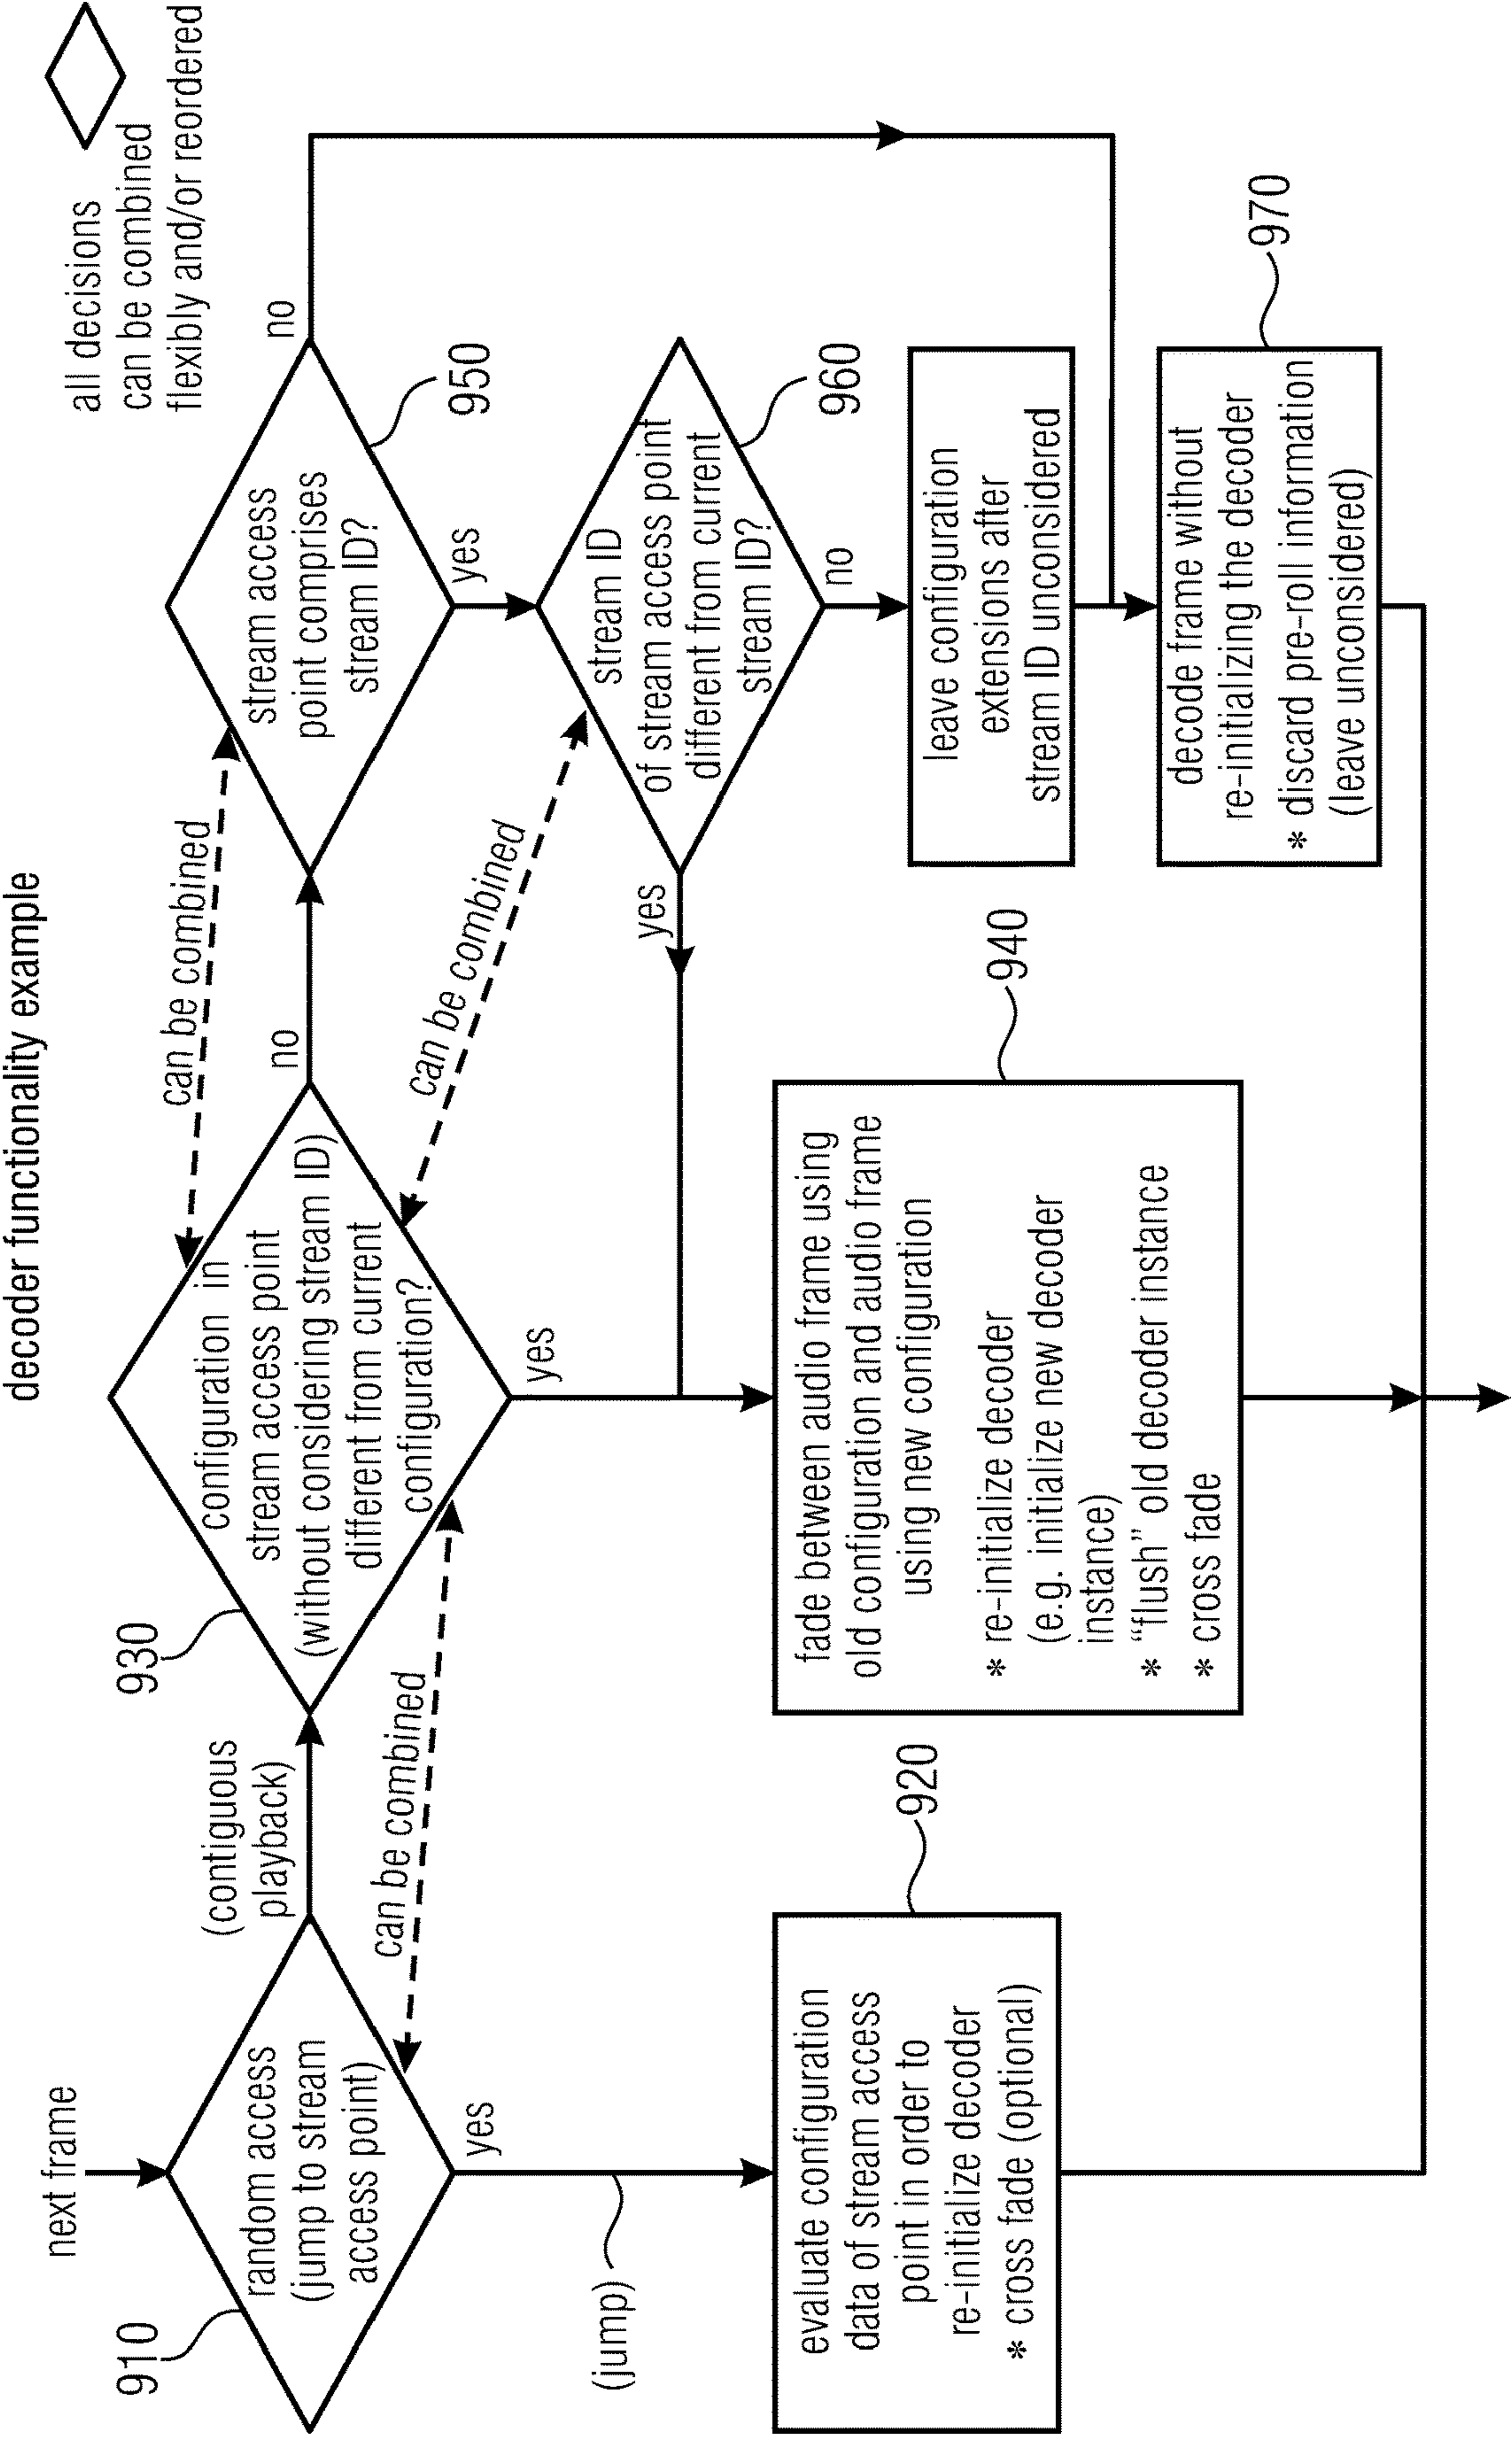 decoder functionality example
all decisions
can be combined
flexibly and/or reordered
next frame
910
random access
(jump to stream
access point)
(contiguous
playback)
yes
(jump)
can be combined
930
configuration in
stream access point
(without considering stream ID)
different from current
configuration?
no
yes
can be combined
can be combined
stream access
point comprises
stream ID?
no
950
yes
stream ID
of stream access point
different from current
stream ID?
960
yes
no
920
evaluate configuration
data of stream access
point in order to
re-initialize decoder
* cross fade (optional)
940
fade between audio frame using
old configuration and audio frame
using new configuration
* re-initialize decoder
(e.g. initialize new decoder
instance)
* “flush” old decoder instance
* cross fade
leave configuration
extensions after
stream ID unconsidered
970
decode frame without
re-initializing the decoder
* discard pre-roll information
(leave unconsidered)